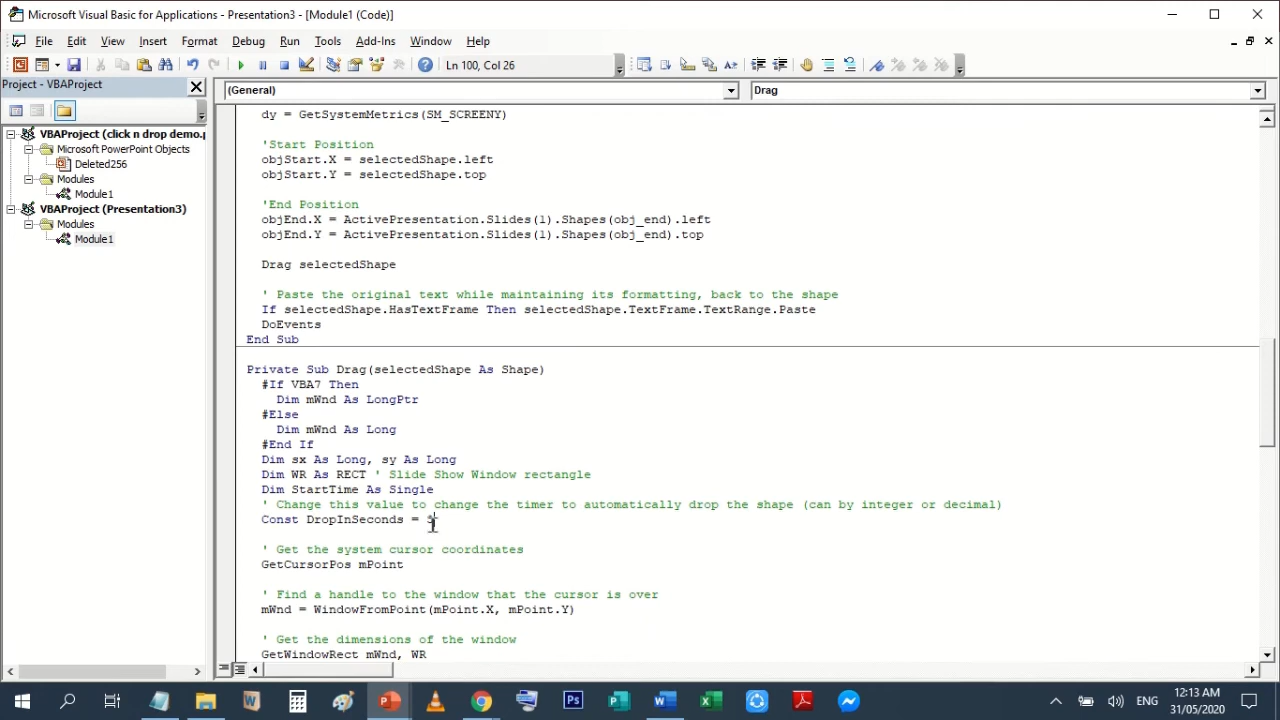 Microsoft Visual Basic for Applications - Presentation3 - [Module1 (Code)]
File Edit View Insert Format Debug Run Tools Add-Ins Window Help
Ln 100, Col 26
Project - VBAProject
(General)
Drag
VBAProject (click n drop demo.p
Microsoft PowerPoint Objects
Deleted256
Modules
Module1
VBAProject (Presentation3)
Modules
Module1
dy = GetSystemMetrics(SM_SCREENY)
'Start Position
objStart.X = selectedShape.left
objStart.Y = selectedShape.top
'End Position
objEnd.X = ActivePresentation.Slides(1).Shapes(obj_end).left
objEnd.Y = ActivePresentation.Slides(1).Shapes(obj_end).top
Drag selectedShape
' Paste the original text while maintaining its formatting, back to the shape
If selectedShape.HasTextFrame Then selectedShape.TextFrame.TextRange.Paste
DoEvents
End Sub
Private Sub Drag(selectedShape As Shape)
#If VBA7 Then
Dim mWnd As LongPtr
#Else
Dim mWnd As Long
#End If
Dim sx As Long, sy As Long
Dim WR As RECT ' Slide Show Window rectangle
Dim StartTime As Single
' Change this value to change the timer to automatically drop the shape (can by integer or decimal)
Const DropInSeconds =
' Get the system cursor coordinates
GetCursorPos mPoint
' Find a handle to the window that the cursor is over
mWnd = WindowFromPoint(mPoint.X, mPoint.Y)
' Get the dimensions of the window
GetWindowRect mWnd, WR
ENG
12:13 AM
31/05/2020